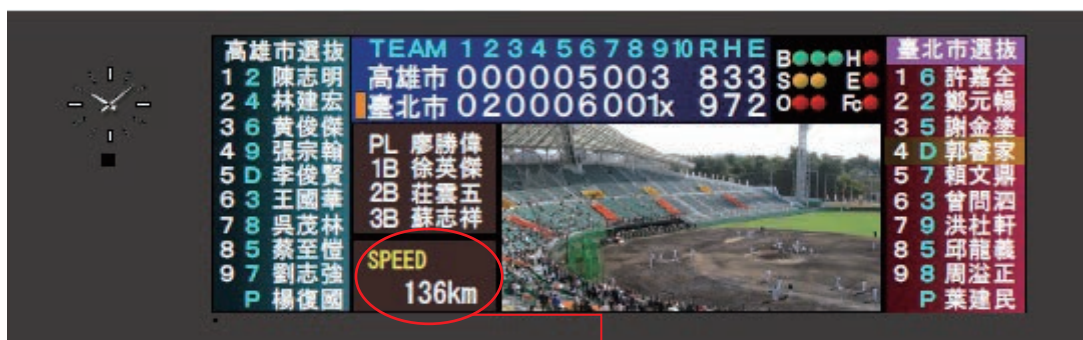 高雄市選抜
1 2 陳志明
2 4 林建宏
3 6 黄俊傑
4 9 張宗翰
5 D 李俊賢
6 3 王國華
7 8 吳茂林
8 5 蔡至愷
9 7 劉志強
P 楊復國
TEAM 1 2 3 4 5 6 7 8 9 10 R H E
高雄市 0 0 0 0 0 5 0 0 3 8 3 3
臺北市 0 2 0 0 0 6 0 0 1x 9 7 2
B H
S E
O Fc
PL 廖勝偉
1B 徐英傑
2B 莊雲五
3B 蘇志祥
SPEED
136km
臺北市選抜
1 6 許嘉全
2 2 鄭元暢
3 5 謝金塗
4 D 郭睿家
5 7 賴文鼎
6 3 曾問泗
7 9 洪社軒
8 5 邱龍義
9 8 周溢正
P 葉建民